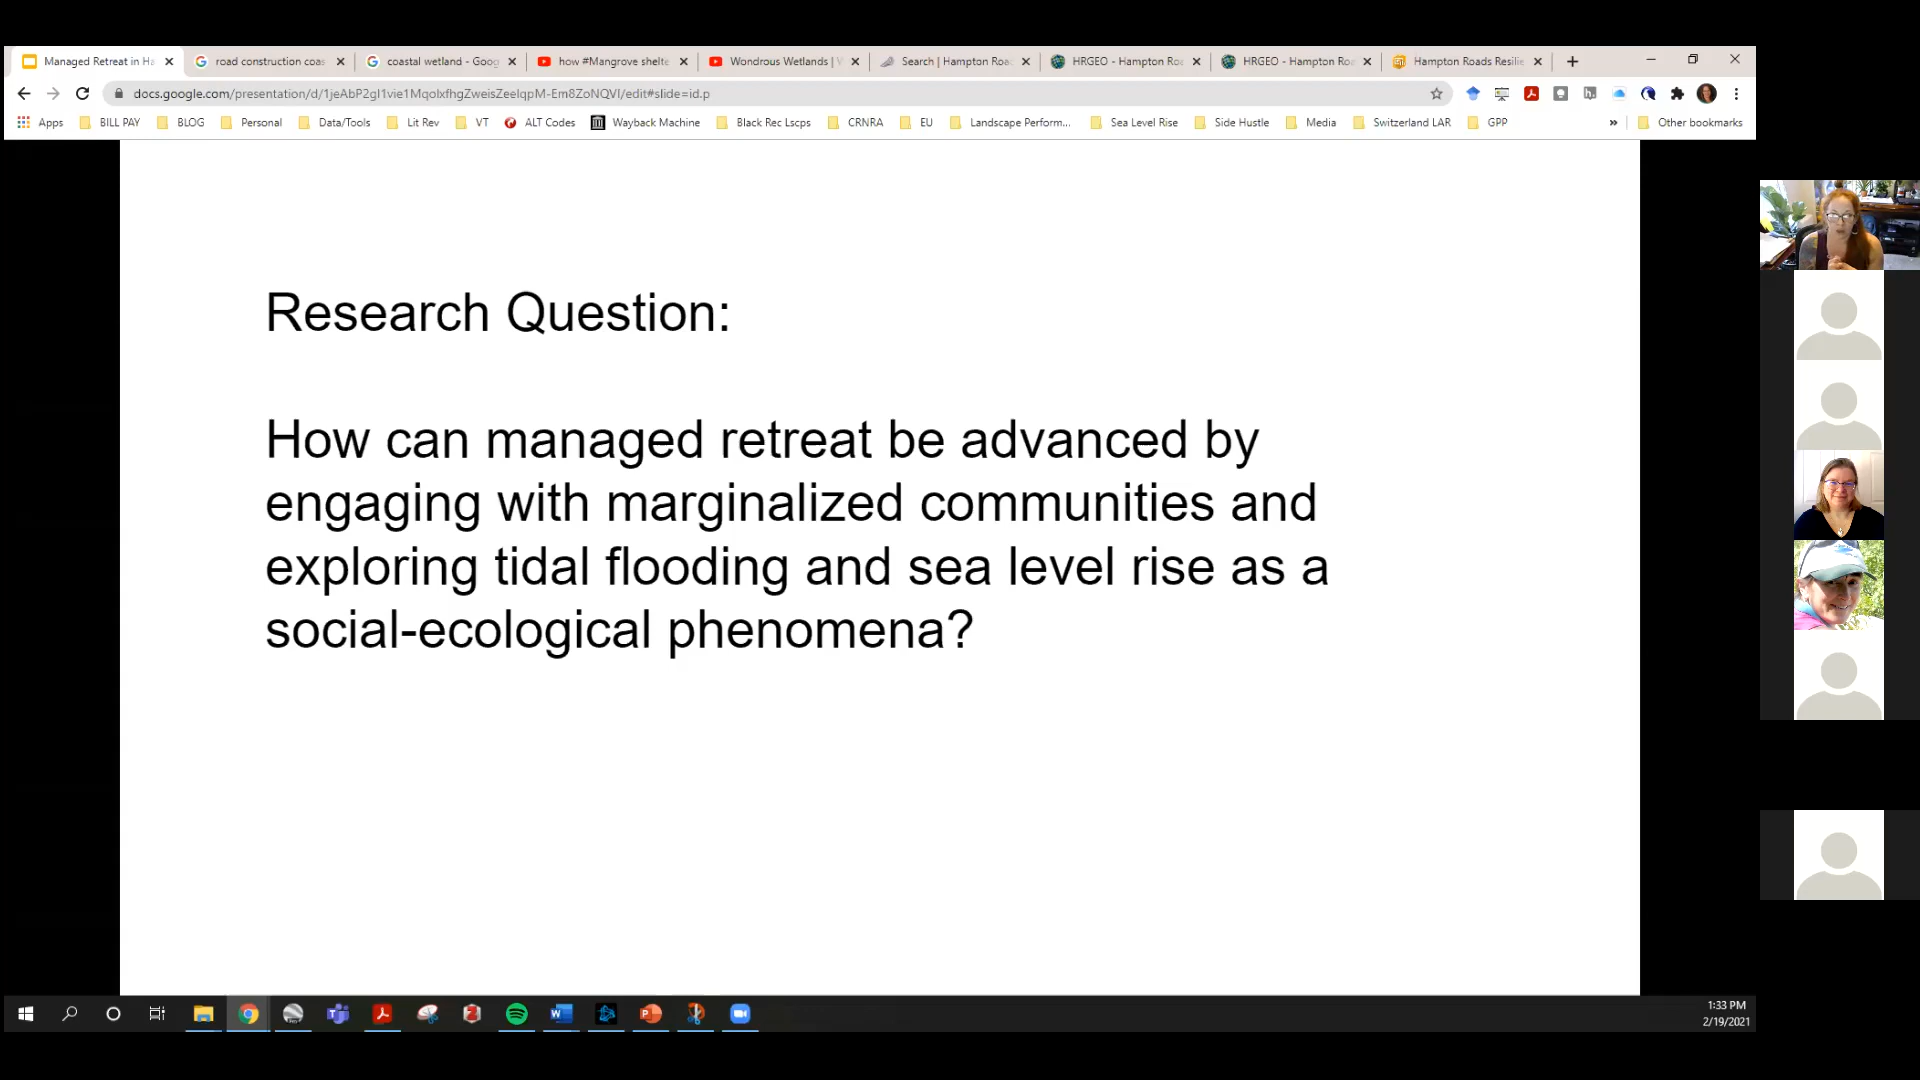 Managed Retreat in Ha
road construction coas
coastal wetland - Goog
how #Mangrove shelte
Wondrous Wetlands |
Search | Hampton Roa
HRGEO - Hampton Roa
HRGEO - Hampton Roa
Hampton Roads Resilie
docs.google.com/presentation/d/1jeAbP2gI1vie1MqolxfhgZweisZeelqpM-Em8ZoNQVI/edit#slide=id.p
Apps
BILL PAY
BLOG
Personal
Data/Tools
Lit Rev
VT
ALT Codes
Wayback Machine
Black Rec Lscps
CRNRA
EU
Landscape Perform...
Sea Level Rise
Side Hustle
Media
Switzerland LAR
GPP
»
Other bookmarks
Research Question:
How can managed retreat be advanced by
engaging with marginalized communities and
exploring tidal flooding and sea level rise as a
social-ecological phenomena?
1:33 PM
2/19/2021